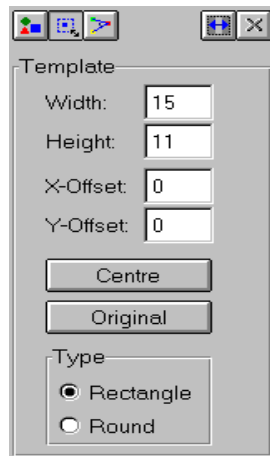 Template
Width: 15
Height: 11
X-Offset: 0
Y-Offset: 0
Centre
Original
Type
Rectangle
Round